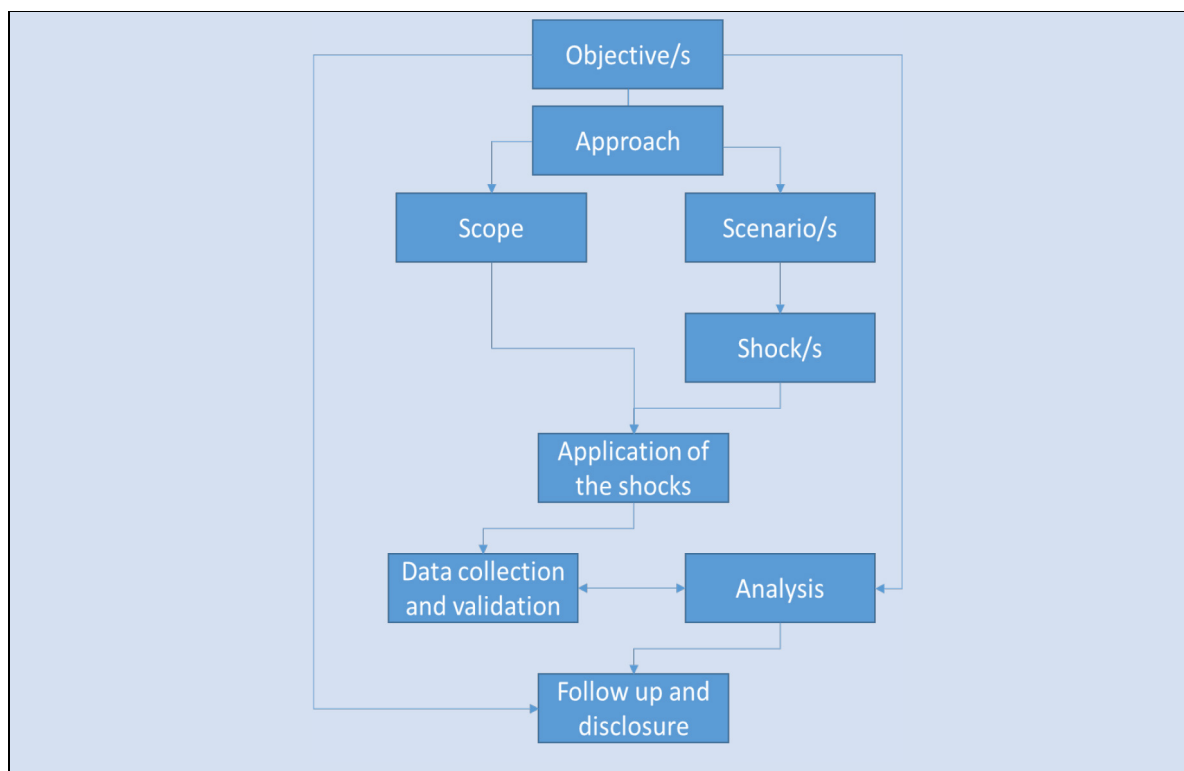 Objective/s
Approach
Scope
Scenario/s
Shock/s
Application of
the shocks
Data collection
and validation
Analysis
Follow up and
disclosure